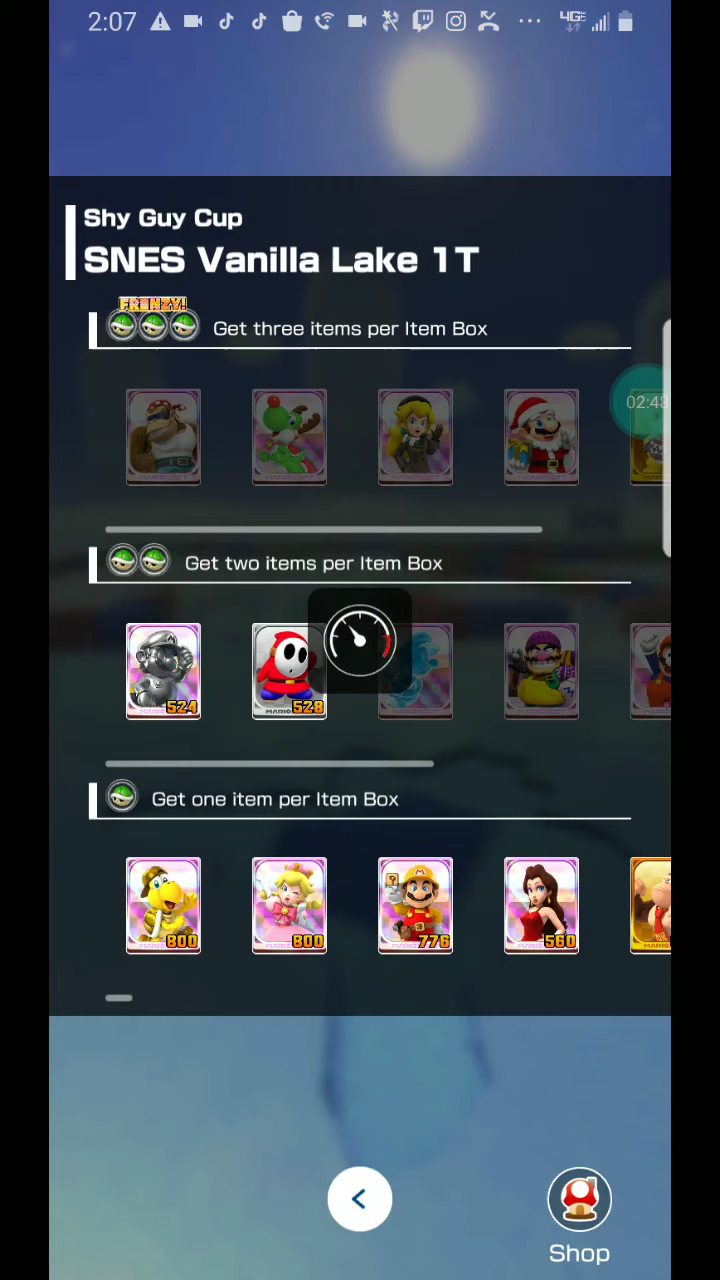 2:07
4GE
Shy Guy Cup
SNES Vanilla Lake 1T
FRENZY!
Get three items per Item Box
02:48
Get two items per Item Box
524
528
Get one item per Item Box
800
800
776
560
Shop